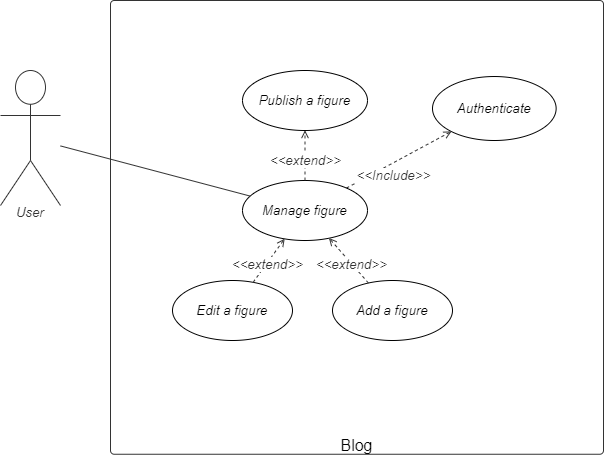 Publish a figure
Authenticate
<<extend>>
<<Include>>
User
Manage figure
<<extend>>
<<extend>>
Edit a figure
Add a figure
Blog